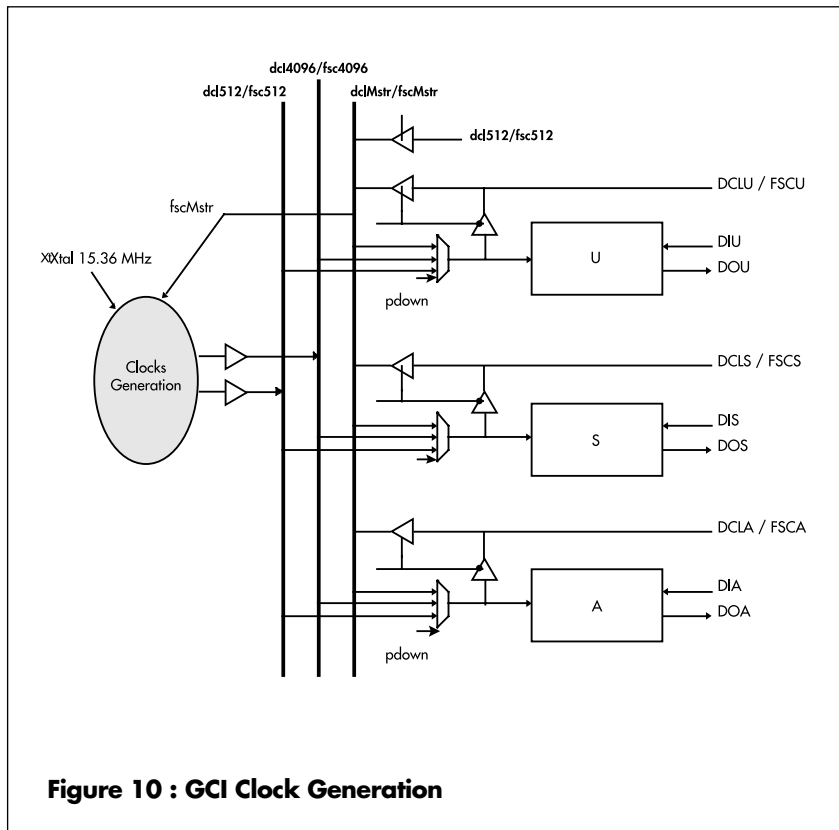 dcl4096/fsc4096
dcl512/fsc512
dclMstr/fscMstr
dcl512/fsc512
DCLU / FSCU
fscMstr
DIU
U
DOU
XtXtal 15.36 MHz
pdown
Clocks
Generation
DCLS / FSCS
DIS
S
DOS
DCLA / FSCA
DIA
A
DOA
pdown
Figure 10 : GCI Clock Generation